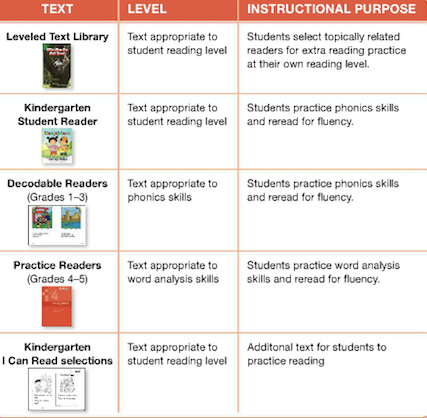 TEXT
LEVEL
INSTRUCTIONAL PURPOSE
Leveled Text Library
Text appropriate to
student reading level
Students select topically related
readers for extra reading practice
at their own reading level.
Kindergarten
Student Reader
Text appropriate to
student reading level
Students practice phonics skills
and reread for fluency.
Decodable Readers
(Grades 1–3)
Text appropriate to
phonics skills
Students practice phonics skills
and reread for fluency.
Practice Readers
(Grades 4–5)
Text appropriate to
word analysis skills
Students practice word analysis
skills and reread for fluency.
Kindergarten
I Can Read selections
Text appropriate to
student reading level
Additonal text for students to
practice reading